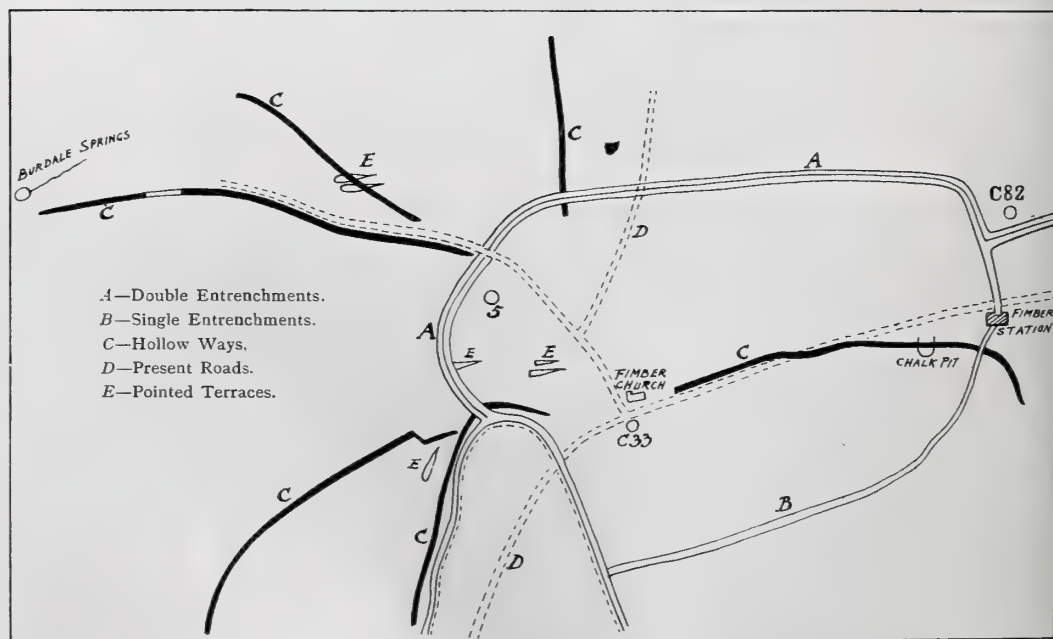 C
C
A
C82
BURDALE SPRINGS
E
C
D
A—Double Entrenchments.
B—Single Entrenchments.
C—Hollow Ways.
D—Present Roads.
E—Pointed Terraces.
5
A
E
E
FIMBER
STATION
C
CHALK PIT
FIMBER
CHURCH
C33
E
C
C
B
D